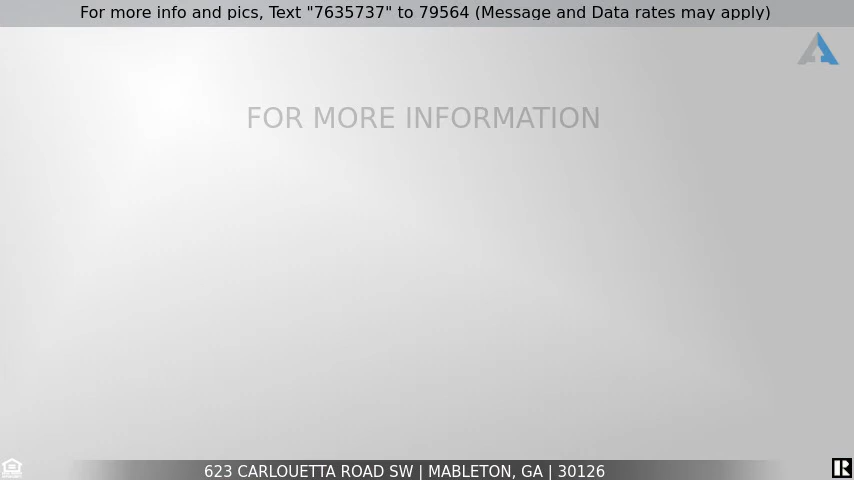 For more info and pics, Text "7635737" to 79564 (Message and Data rates may apply)
FOR MORE INFORMATION
623 CARLOUETTA ROAD SW | MABLETON, GA | 30126